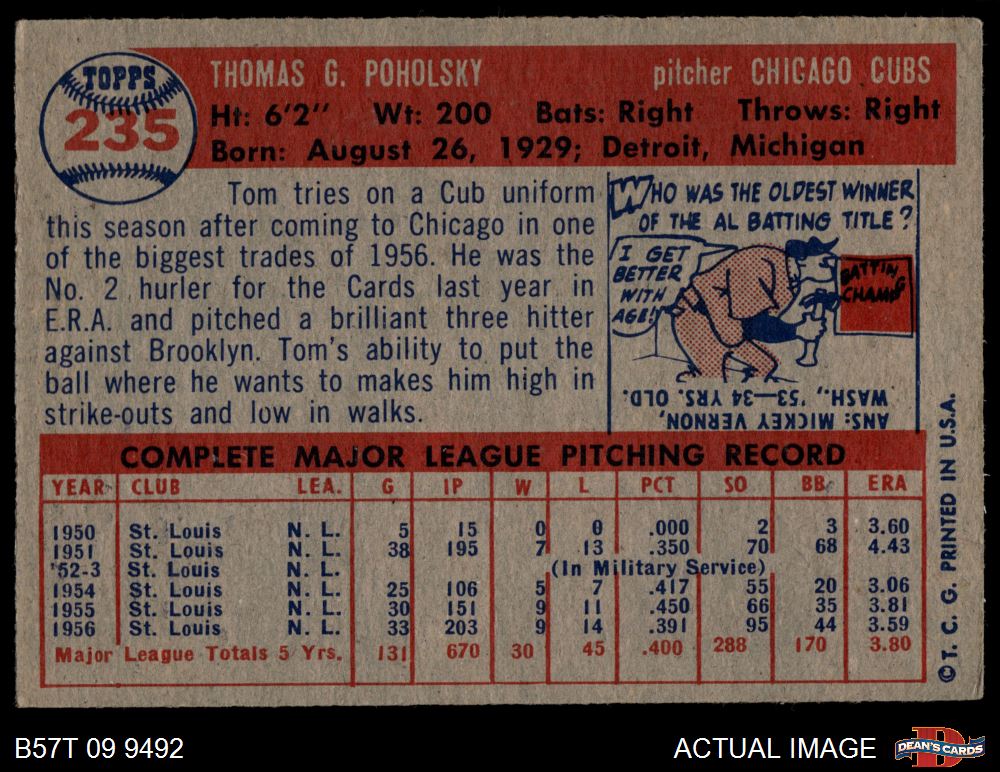 TOPPS
235
THOMAS G. POHOLSKY pitcher CHICAGO CUBS
Ht: 6'2" Wt: 200 Bats: Right Throws: Right
Born: August 26, 1929; Detroit, Michigan
Tom tries on a Cub uniform
this season after coming to Chicago in one
of the biggest trades of 1956. He was the
No. 2 hurler for the Cards last year in
E.R.A. and pitched a brilliant three hitter
against Brooklyn. Tom's ability to put the
ball where he wants to makes him high in
strike-outs and low in walks.
WHO WAS THE OLDEST WINNER
OF THE AL BATTING TITLE?
I GET
BETTER
WITH
AGE!
BATTING
CHAMP
ANS: MICKEY VERNON,
WASH., '53—34 YRS. OLD.
COMPLETE MAJOR LEAGUE PITCHING RECORD
YEAR CLUB LEA. G IP W L PCT SO BB ERA
1950 St. Louis N. L. 5 15 0 0 .000 2 3 3.60
1951 St. Louis N. L. 38 195 7 13 .350 70 68 4.43
'52-3 St. Louis N. L. (In Military Service)
1954 St. Louis N. L. 25 106 5 7 .417 55 20 3.06
1955 St. Louis N. L. 30 151 9 11 .450 66 35 3.81
1956 St. Louis N. L. 33 203 9 14 .391 95 44 3.59
Major League Totals 5 Yrs. 131 670 30 45 .400 288 170 3.80
© T. C. G. PRINTED IN U.S.A.
B57T 09 9492
ACTUAL IMAGE
DEAN'S CARDS